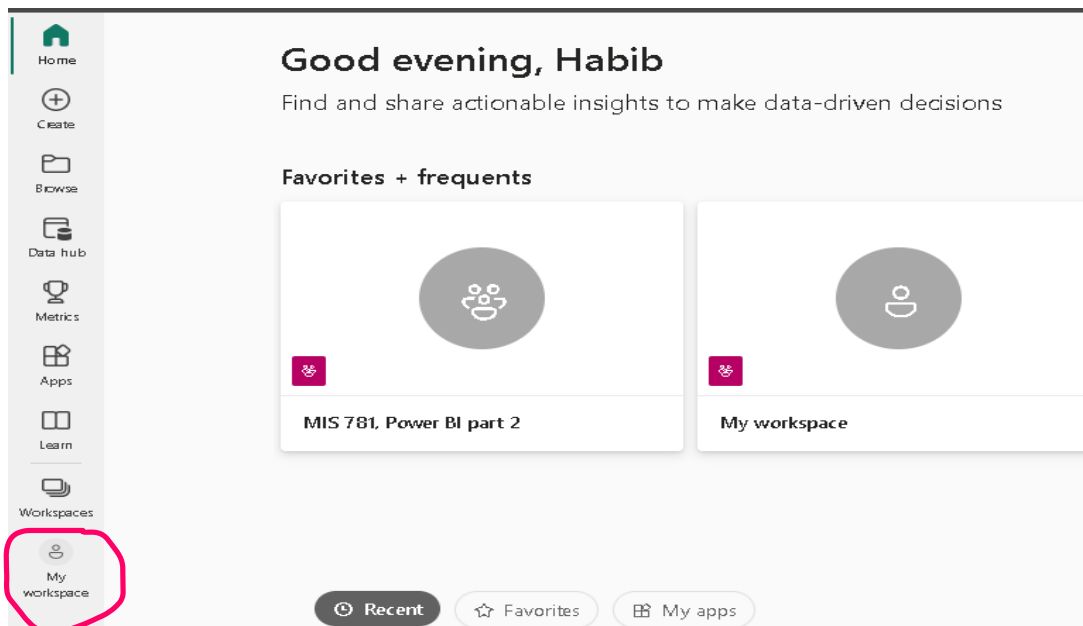 Home
Create
Browse
Data hub
Metrics
Apps
Learn
Workspaces
My
workspace
Good evening, Habib
Find and share actionable insights to make data-driven decisions
Favorites + frequents
MIS 781, Power BI part 2
My workspace
Recent
Favorites
My apps